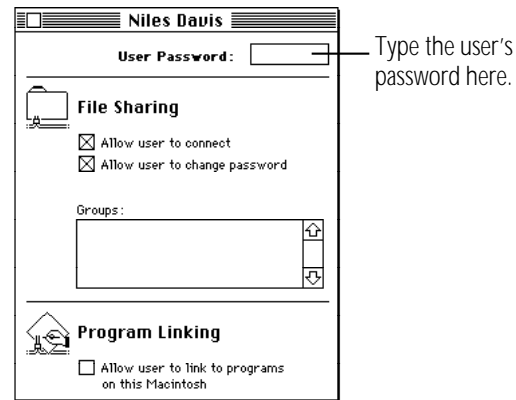 Niles Davis
User Password:
Type the user's
password here.
File Sharing
Allow user to connect
Allow user to change password
Groups:
Program Linking
Allow user to link to programs
on this Macintosh